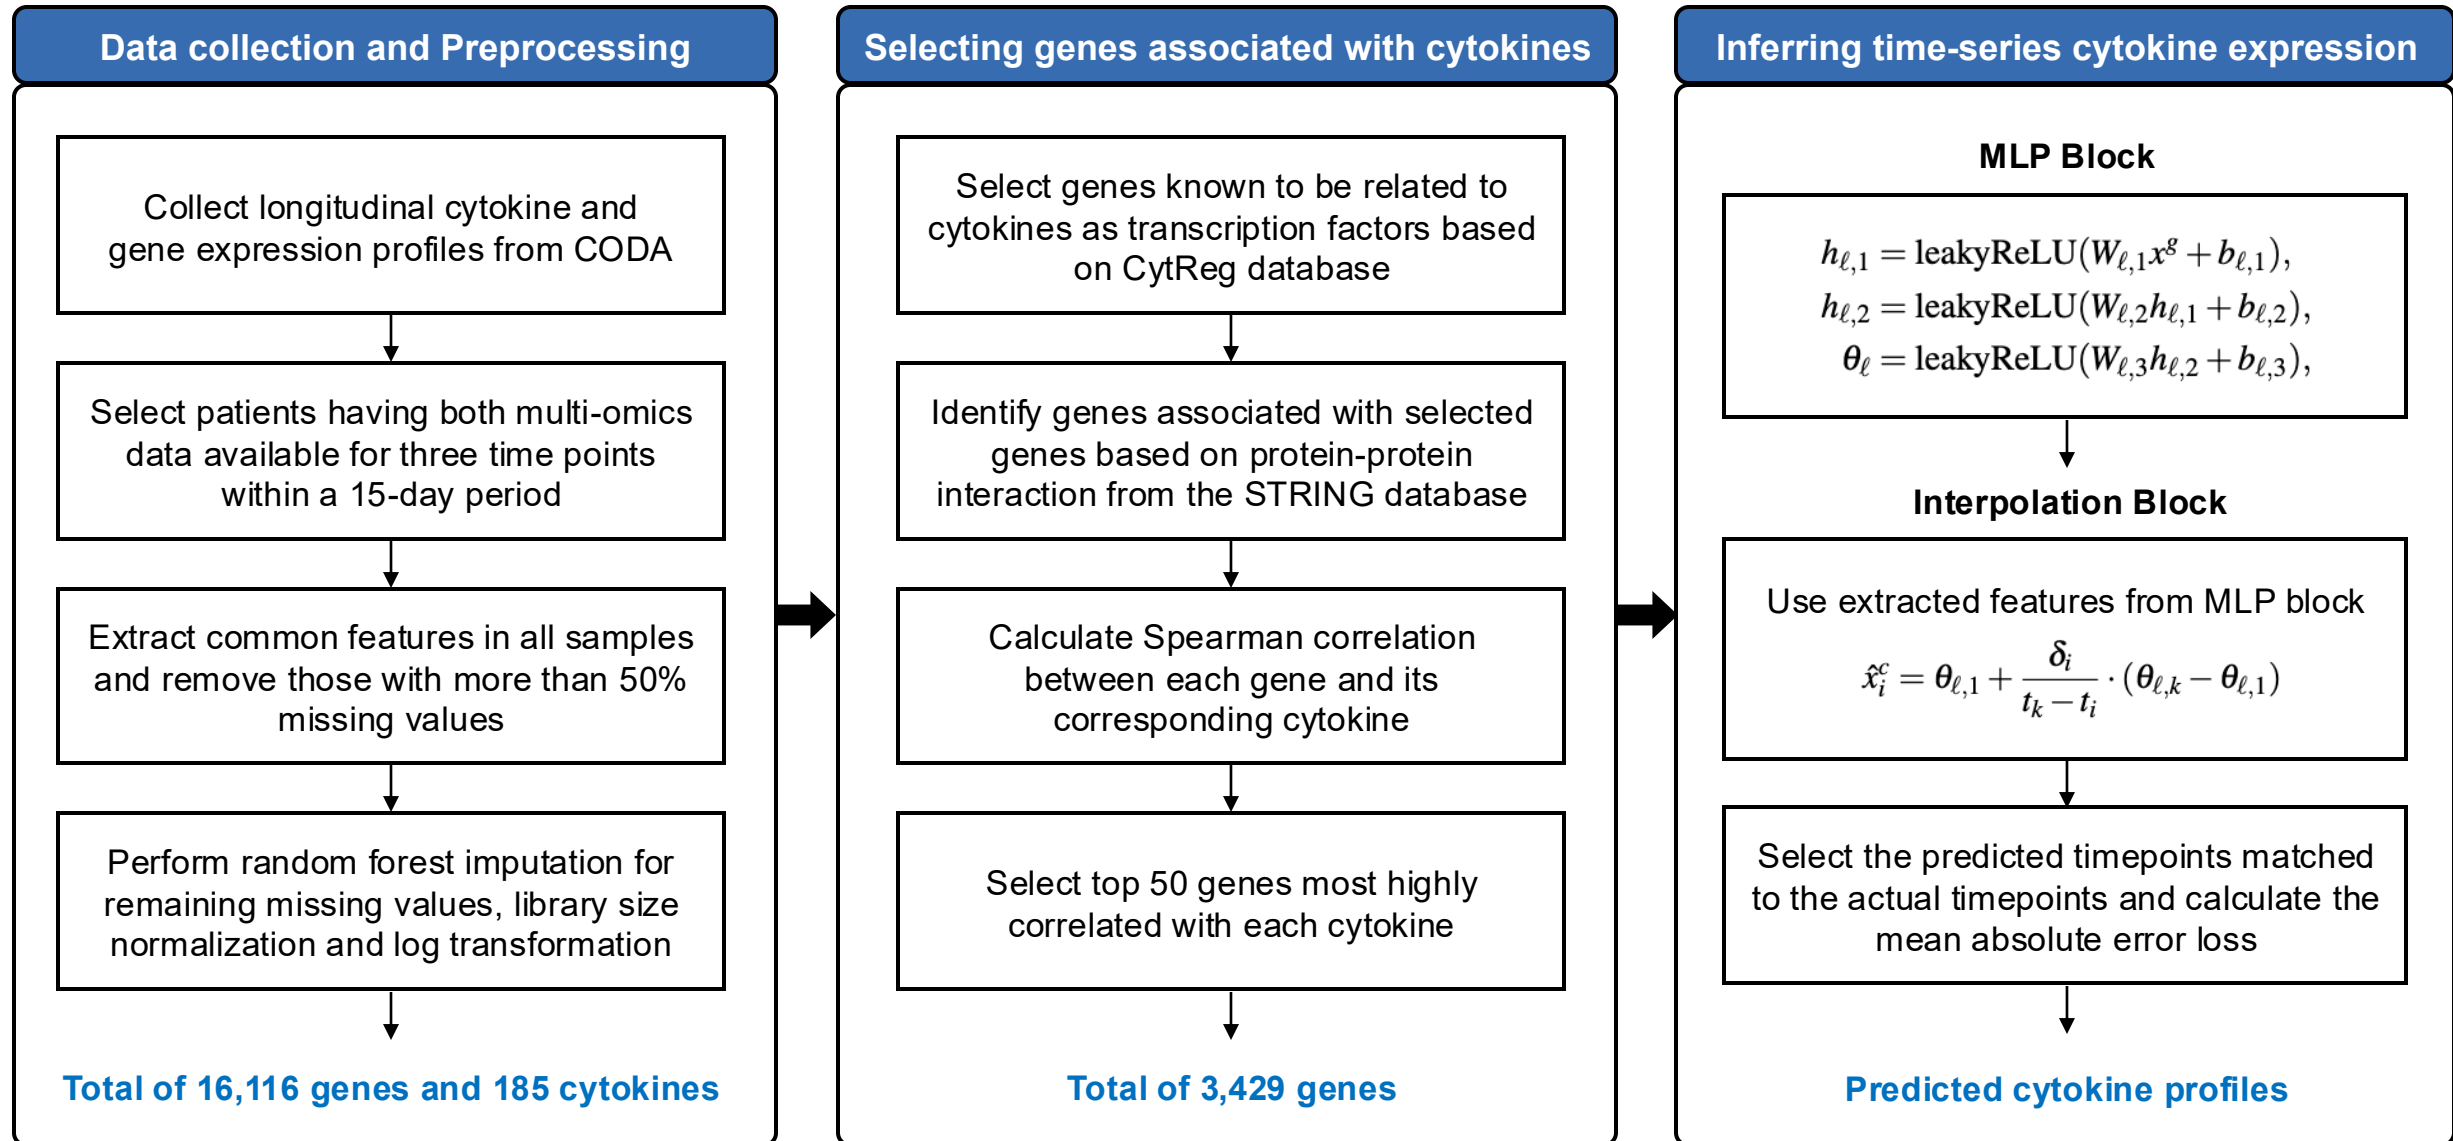 Data collection and Preprocessing
Collect longitudinal cytokine and
gene expression profiles from CODA
Select patients having both multi-omics
data available for three time points
within a 15-day period
Extract common features in all samples
and remove those with more than 50%
missing values
Perform random forest imputation for
remaining missing values, library size
normalization and log transformation
Total of 16,116 genes and 185 cytokines
Selecting genes associated with cytokines
Select genes known to be related to
cytokines as transcription factors based
on CytReg database
Identify genes associated with selected
genes based on protein-protein
interaction from the STRING database
Calculate Spearman correlation
between each gene and its
corresponding cytokine
Select top 50 genes most highly
correlated with each cytokine
Total of 3,429 genes
Inferring time-series cytokine expression
MLP Block
h_{ℓ,1} = leakyReLU(W_{ℓ,1}x^g + b_{ℓ,1}),
h_{ℓ,2} = leakyReLU(W_{ℓ,2}h_{ℓ,1} + b_{ℓ,2}),
θ_ℓ = leakyReLU(W_{ℓ,3}h_{ℓ,2} + b_{ℓ,3}),
Interpolation Block
Use extracted features from MLP block
x̂_i^c = θ_{ℓ,1} + \frac{δ_i}{t_k − t_i} · (θ_{ℓ,k} − θ_{ℓ,1})
Select the predicted timepoints matched
to the actual timepoints and calculate the
mean absolute error loss
Predicted cytokine profiles